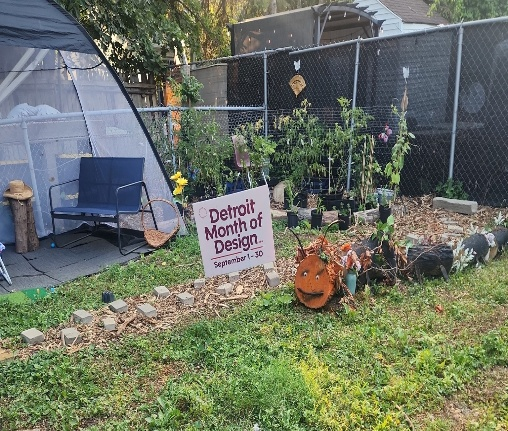 Detroit
Month of
Design
September 1 - 30